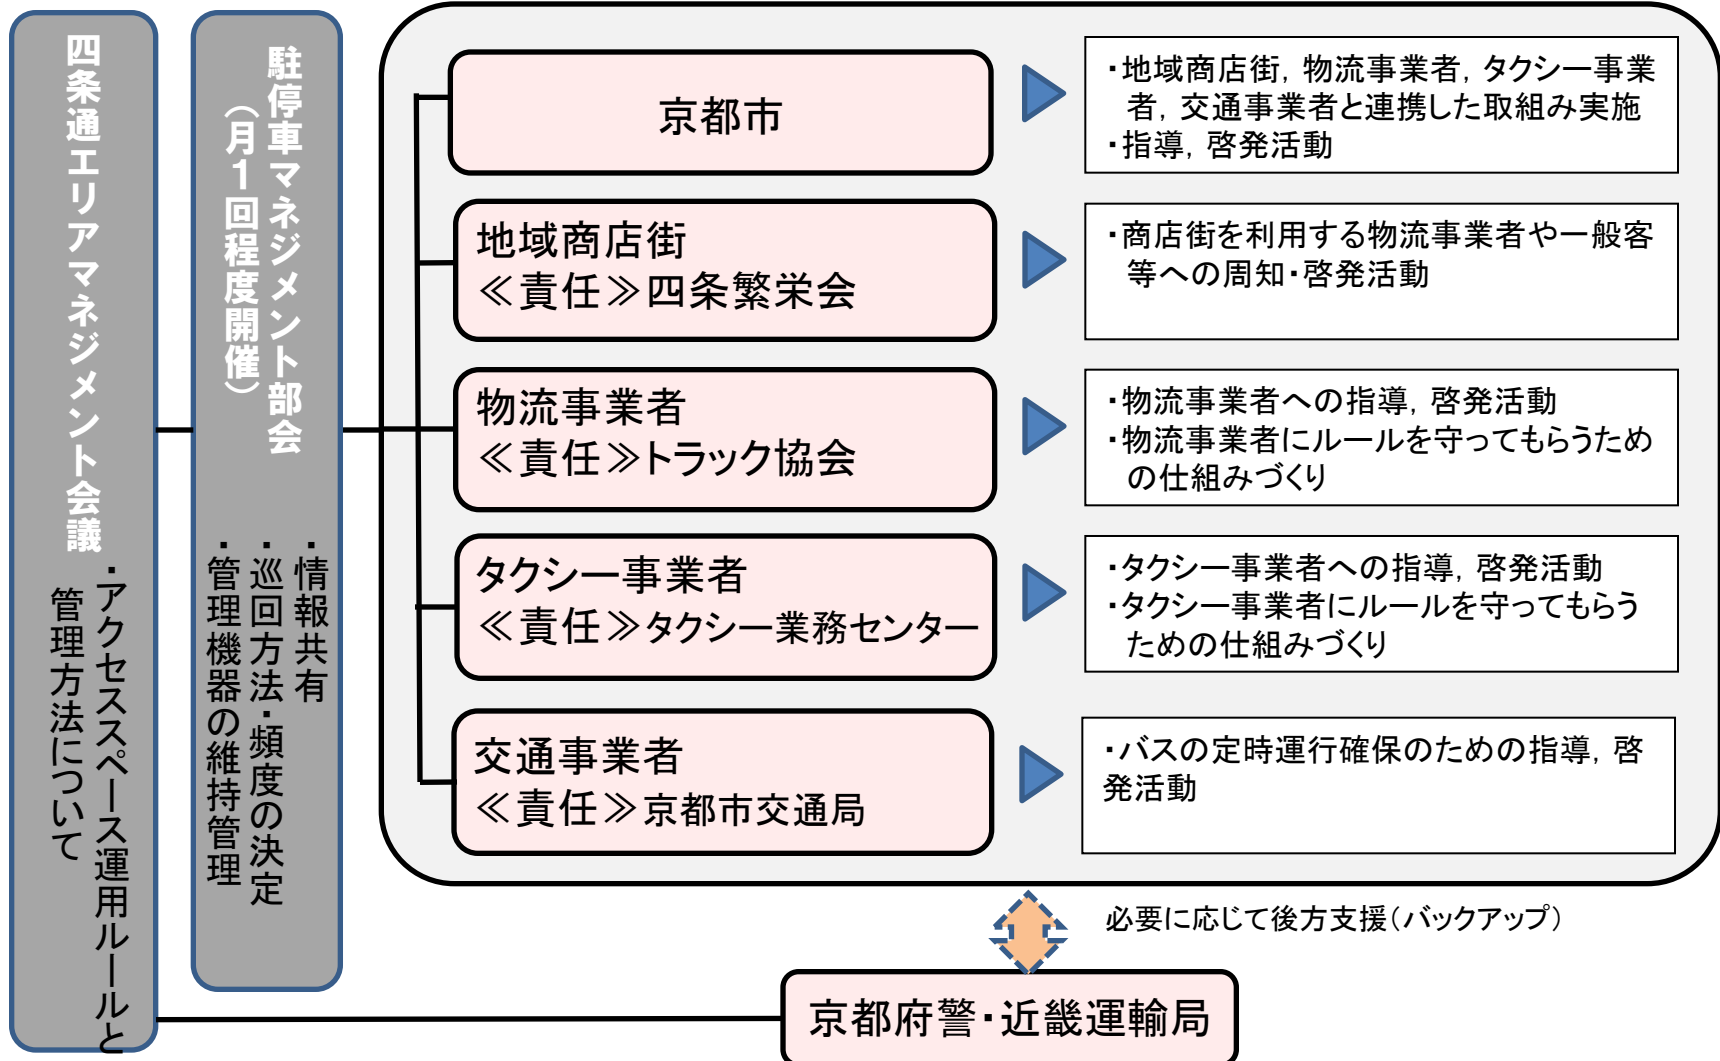 四条通エリアマネジメント会議
・アクセススペース運用ルールと
管理方法について
駐停車マネジメント部会
（月１回程度開催）
・情報共有
・巡回方法・頻度の決定
・管理機器の維持管理
京都市
・地域商店街，物流事業者，タクシー事業
者，交通事業者と連携した取組み実施
・指導，啓発活動
地域商店街
≪責任≫四条繁栄会
・商店街を利用する物流事業者や一般客
等への周知・啓発活動
物流事業者
≪責任≫トラック協会
・物流事業者への指導，啓発活動
・物流事業者にルールを守ってもらうため
の仕組みづくり
タクシー事業者
≪責任≫タクシー業務センター
・タクシー事業者への指導，啓発活動
・タクシー事業者にルールを守ってもらう
ための仕組みづくり
交通事業者
≪責任≫京都市交通局
・バスの定時運行確保のための指導，啓
発活動
必要に応じて後方支援（バックアップ）
京都府警・近畿運輸局